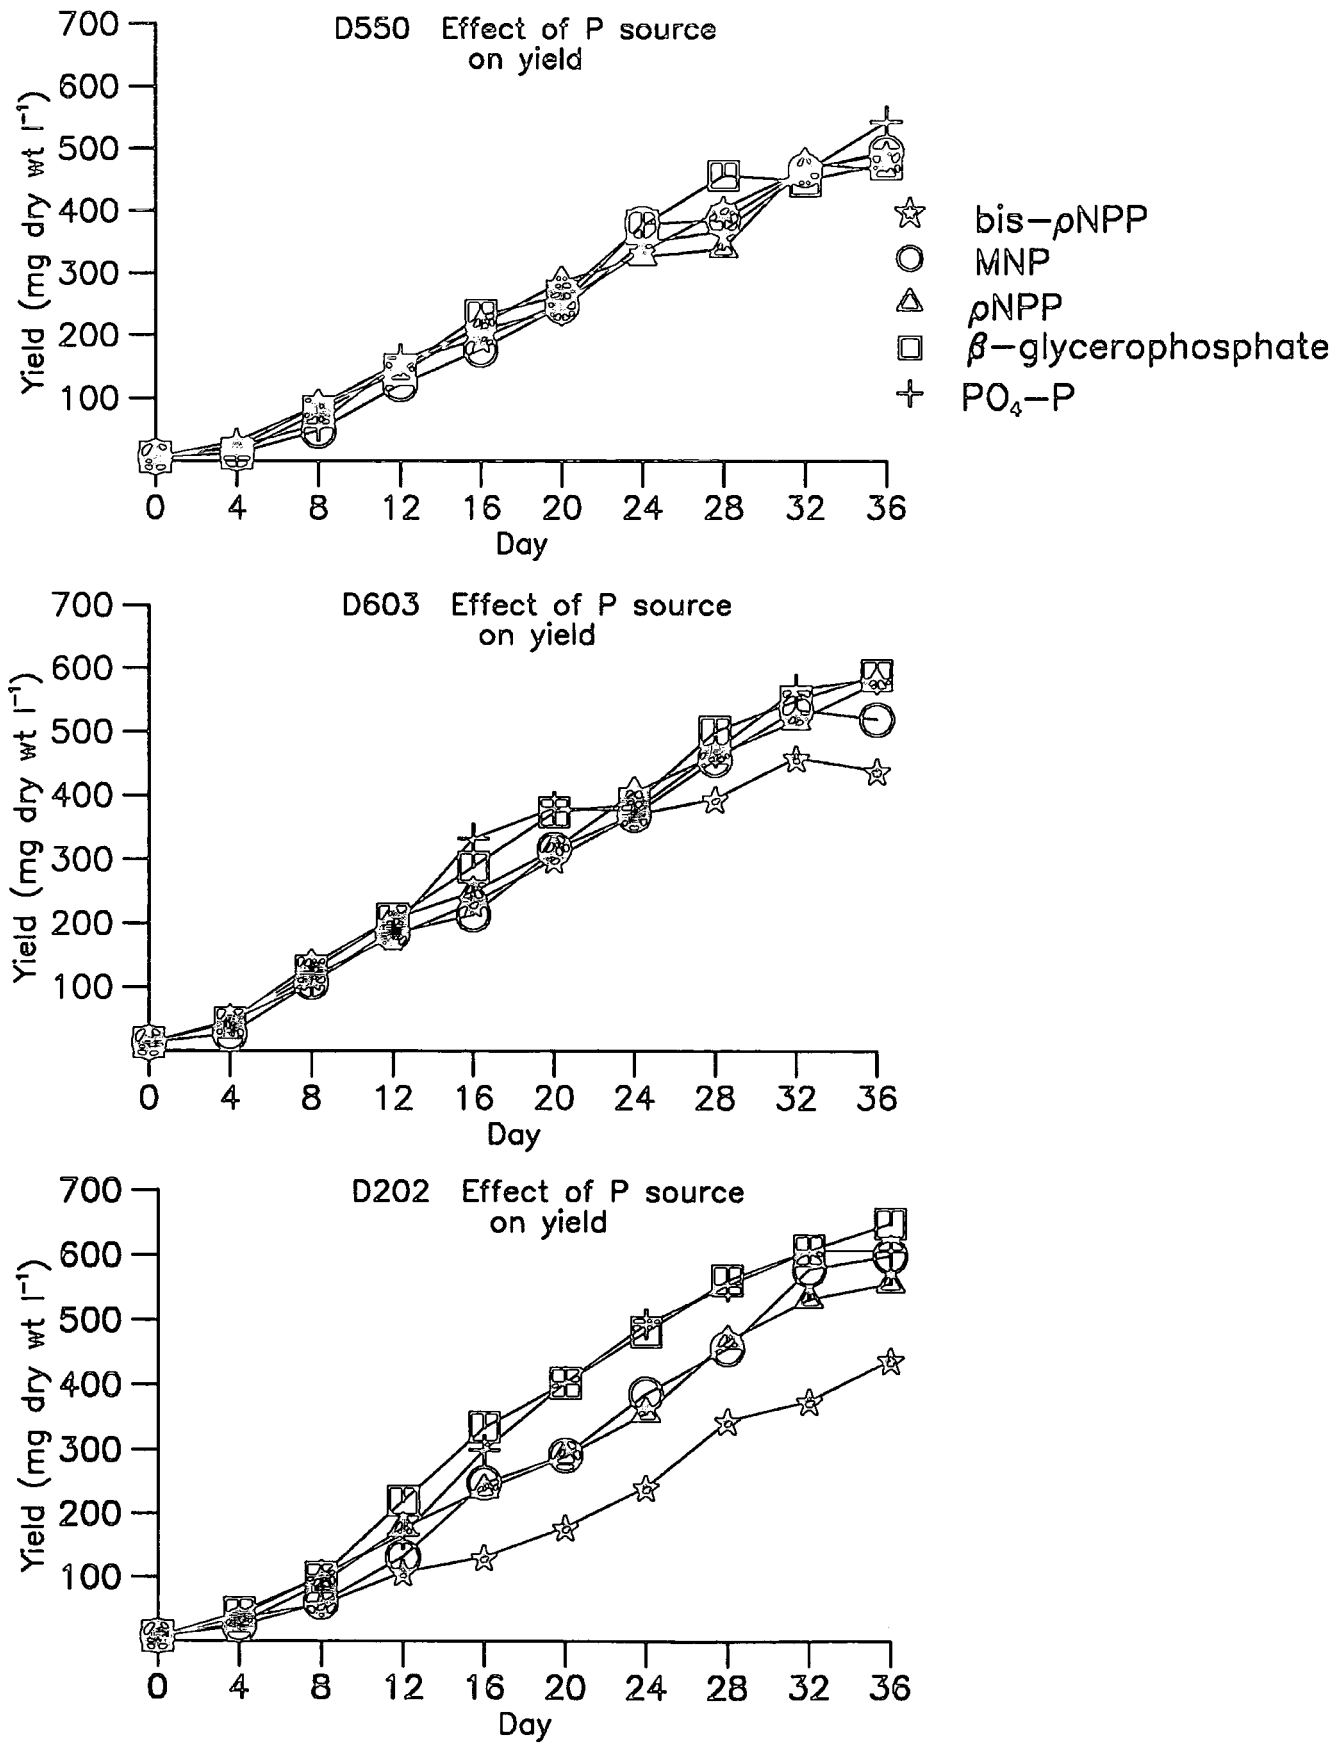 D550 Effect of P source
on yield
Yield (mg dry wt l⁻¹)
700
600
500
400
300
200
100
0 4 8 12 16 20 24 28 32 36
Day
bis-ρNPP
MNP
ρNPP
β-glycerophosphate
PO₄-P
D603 Effect of P source
on yield
Yield (mg dry wt l⁻¹)
700
600
500
400
300
200
100
0 4 8 12 16 20 24 28 32 36
Day
D202 Effect of P source
on yield
Yield (mg dry wt l⁻¹)
700
600
500
400
300
200
100
0 4 8 12 16 20 24 28 32 36
Day